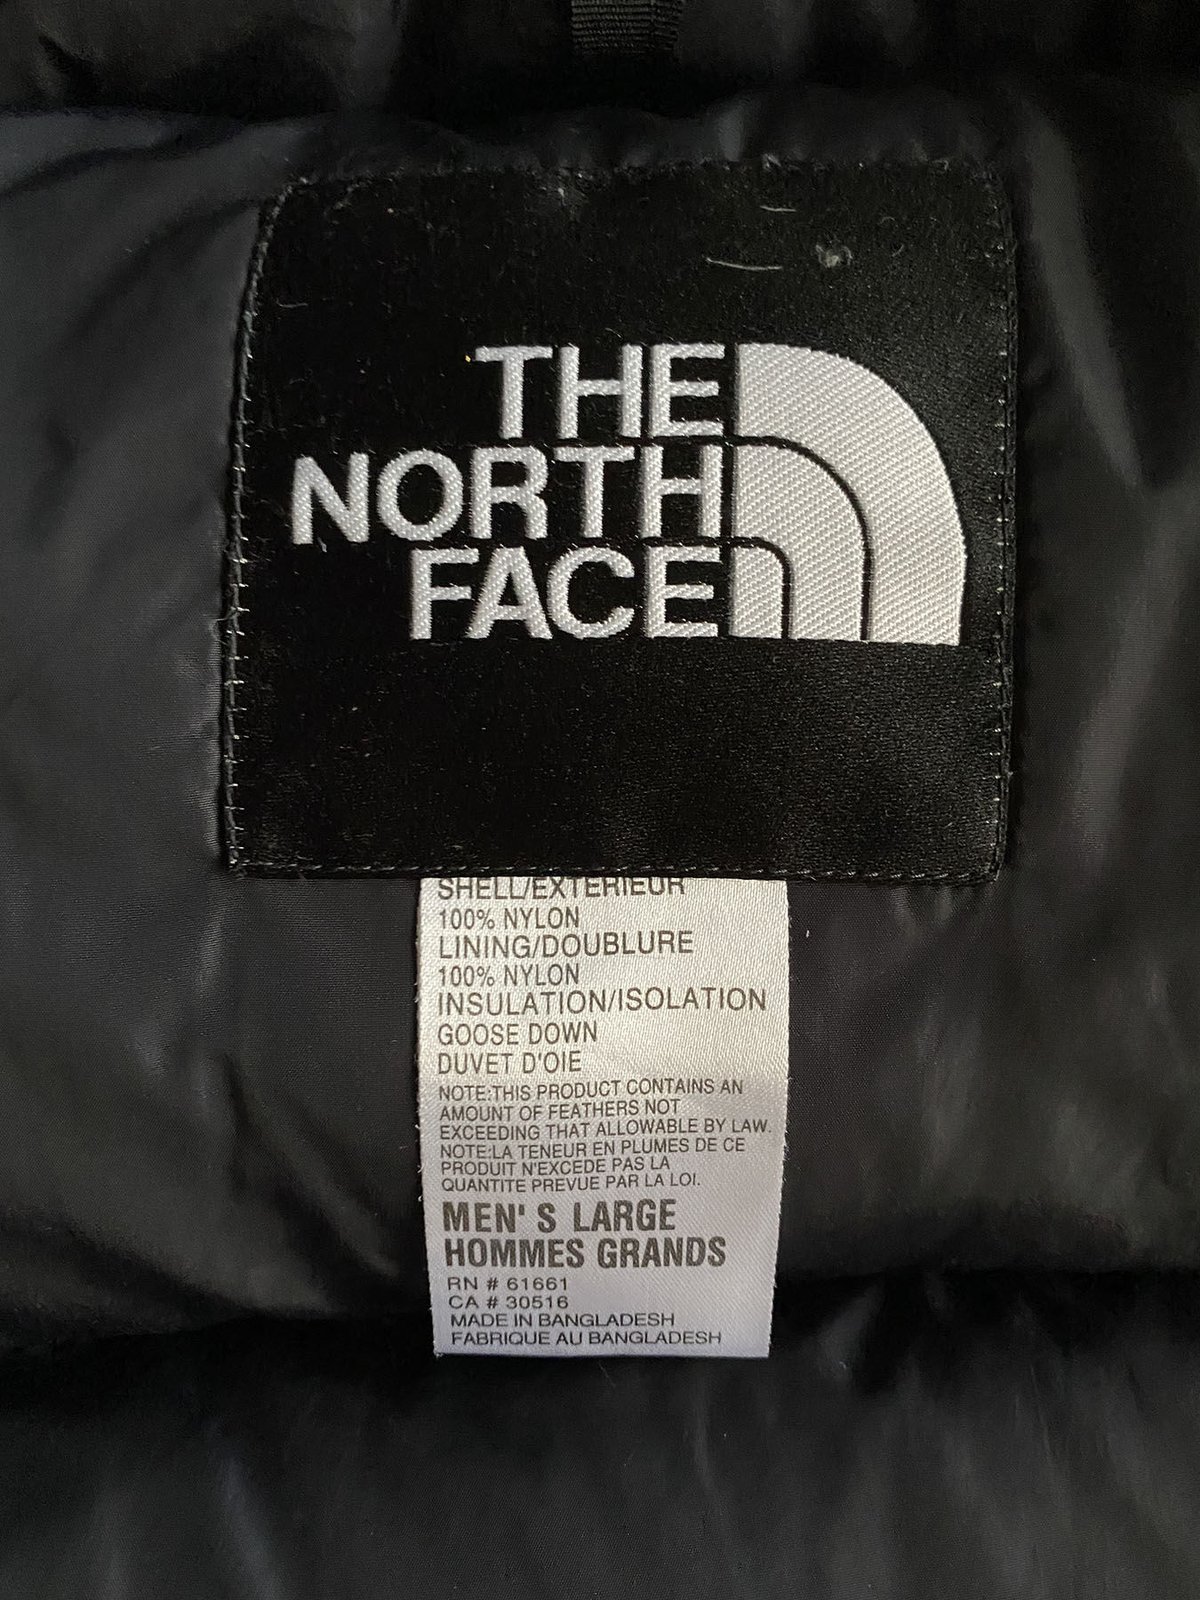 THE
NORTH
FACE
SHELL/EXTERIEUR
100% NYLON
LINING/DOUBLURE
100% NYLON
INSULATION/ISOLATION
GOOSE DOWN
DUVET D'OIE
NOTE:THIS PRODUCT CONTAINS AN
AMOUNT OF FEATHERS NOT
EXCEEDING THAT ALLOWABLE BY LAW.
NOTE:LA TENEUR EN PLUMES DE CE
PRODUIT N'EXCEDE PAS LA
QUANTITE PREVUE PAR LA LOI.
MEN' S LARGE
HOMMES GRANDS
RN # 61661
CA # 30516
MADE IN BANGLADESH
FABRIQUE AU BANGLADESH